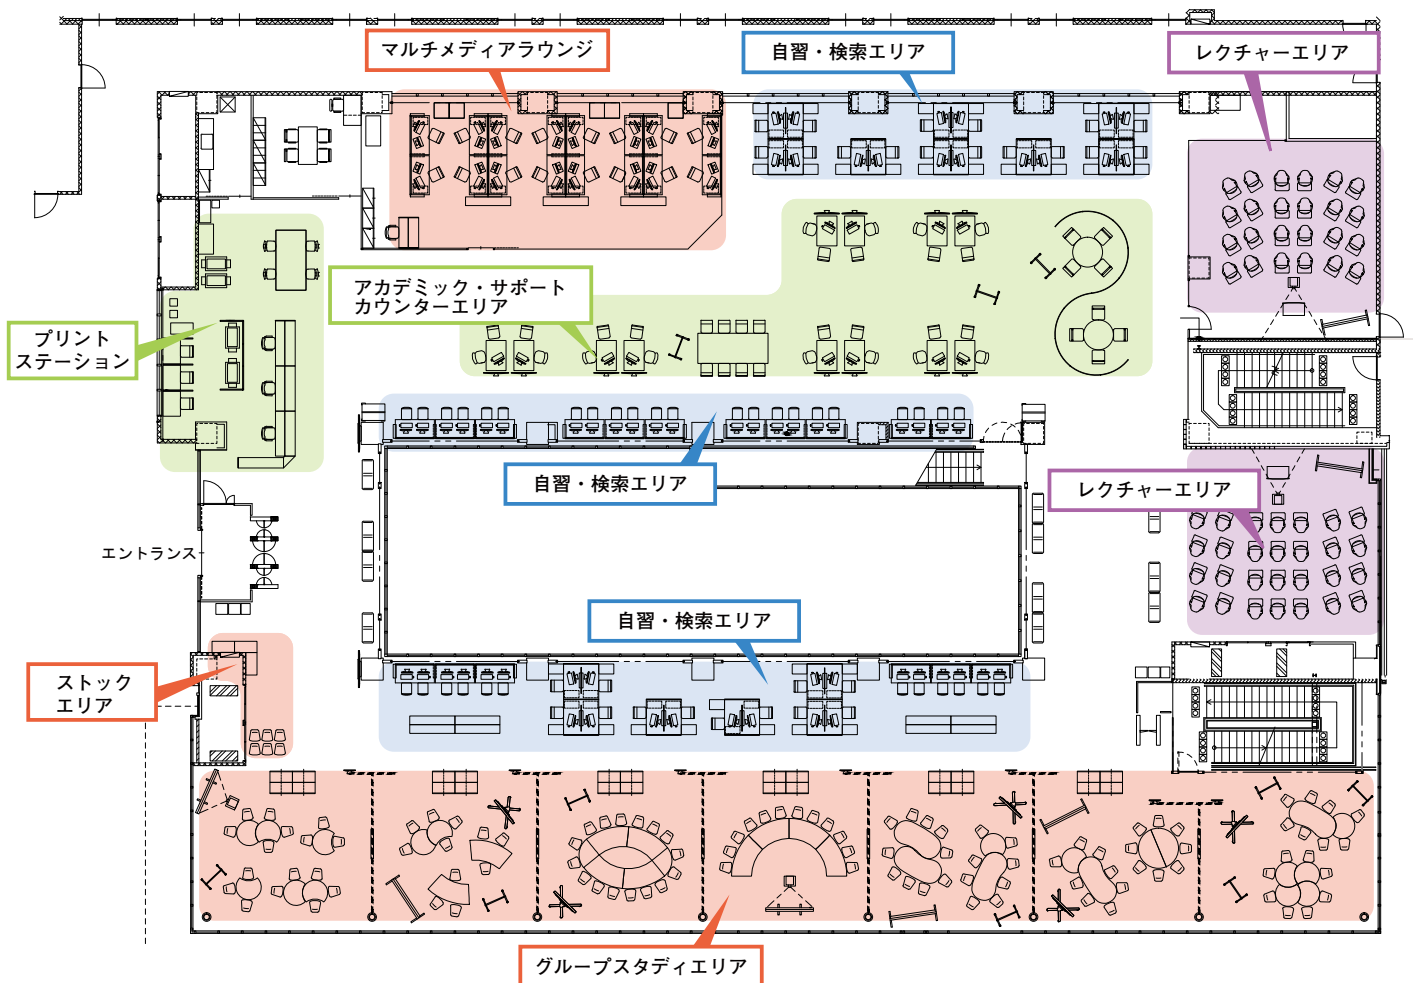 マルチメディアラウンジ
自習・検索エリア
レクチャーエリア
アカデミック・サポート
カウンターエリア
プリント
ステーション
自習・検索エリア
レクチャーエリア
エントランス
自習・検索エリア
ストック
エリア
グループスタディエリア